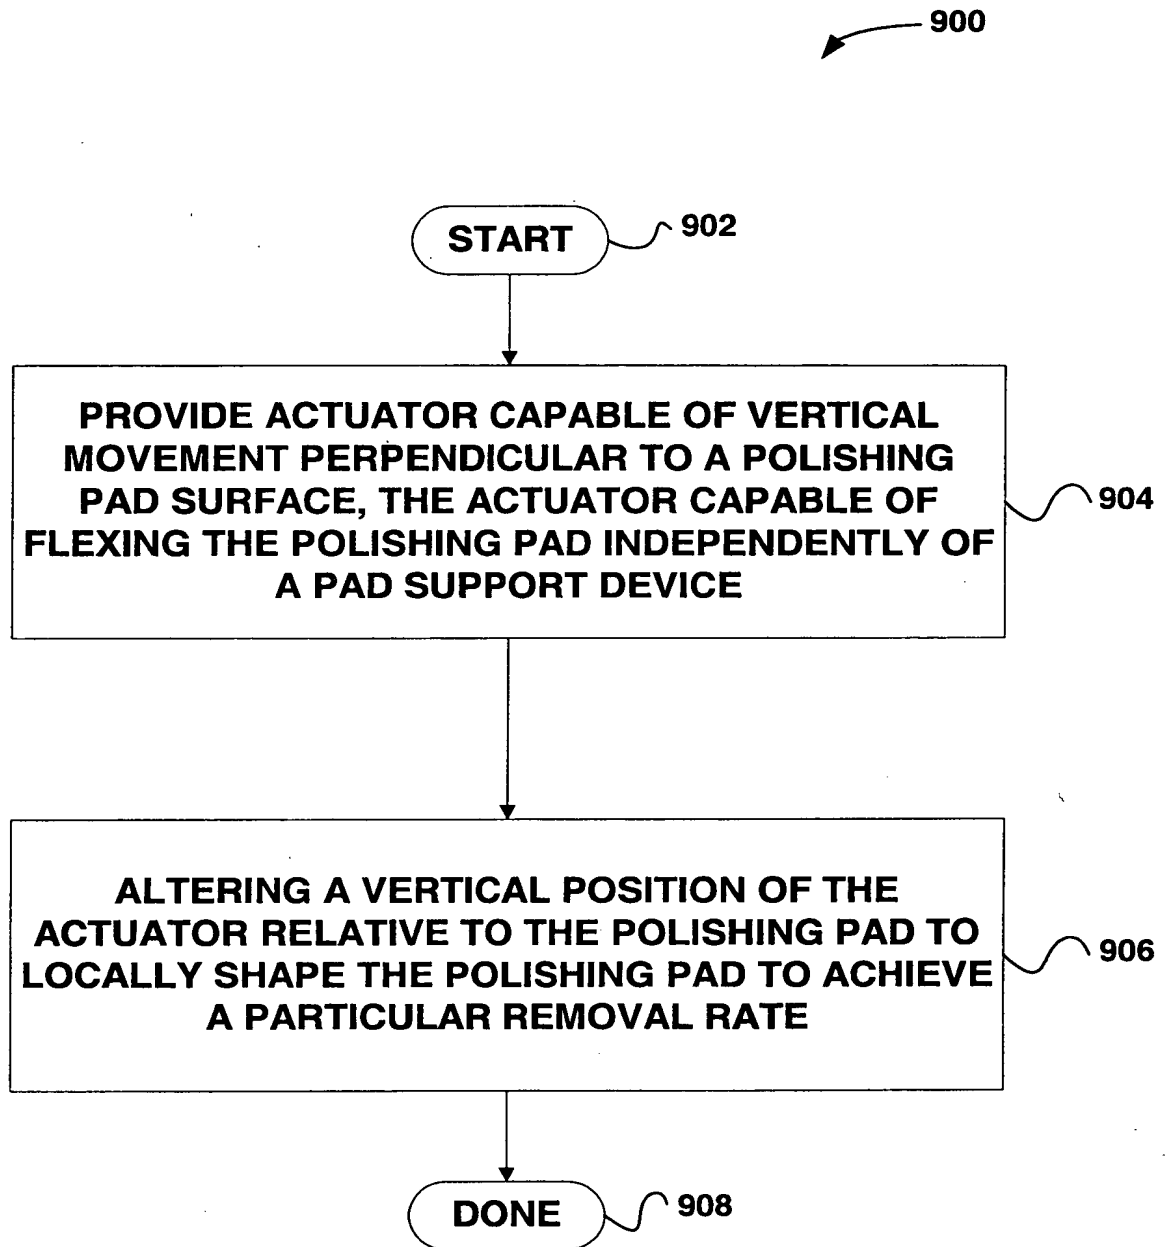 900
START
902
PROVIDE ACTUATOR CAPABLE OF VERTICAL
MOVEMENT PERPENDICULAR TO A POLISHING
PAD SURFACE, THE ACTUATOR CAPABLE OF
FLEXING THE POLISHING PAD INDEPENDENTLY OF
A PAD SUPPORT DEVICE
904
ALTERING A VERTICAL POSITION OF THE
ACTUATOR RELATIVE TO THE POLISHING PAD TO
LOCALLY SHAPE THE POLISHING PAD TO ACHIEVE
A PARTICULAR REMOVAL RATE
906
DONE
908